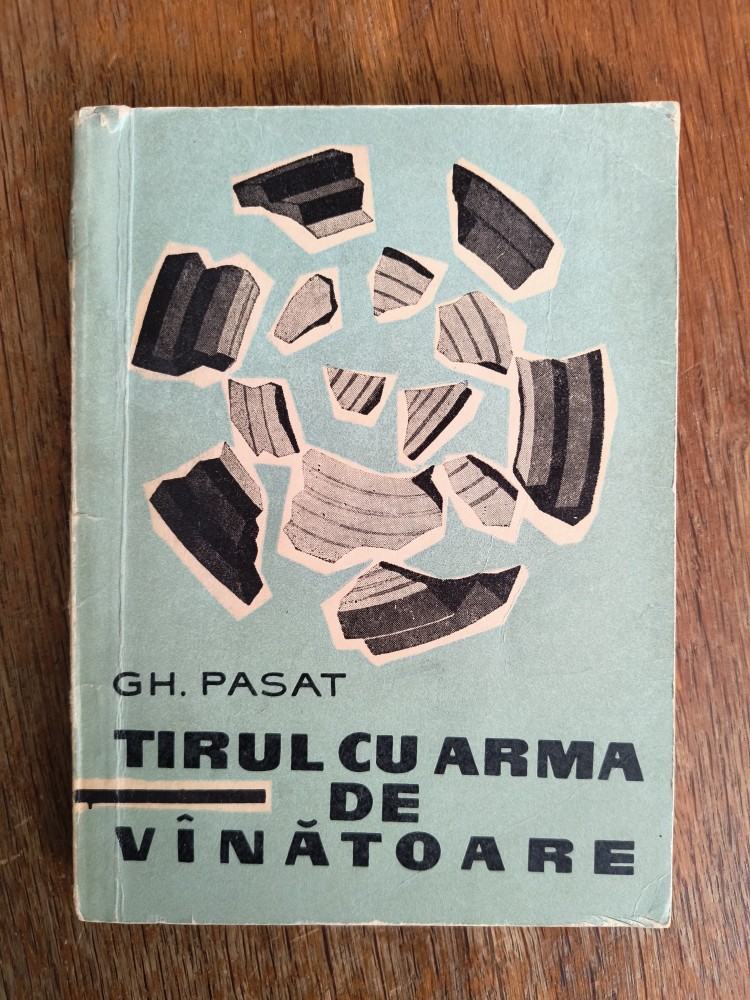 GH. PASAT
TIRUL CU ARMA
DE
VÎNĂTOARE